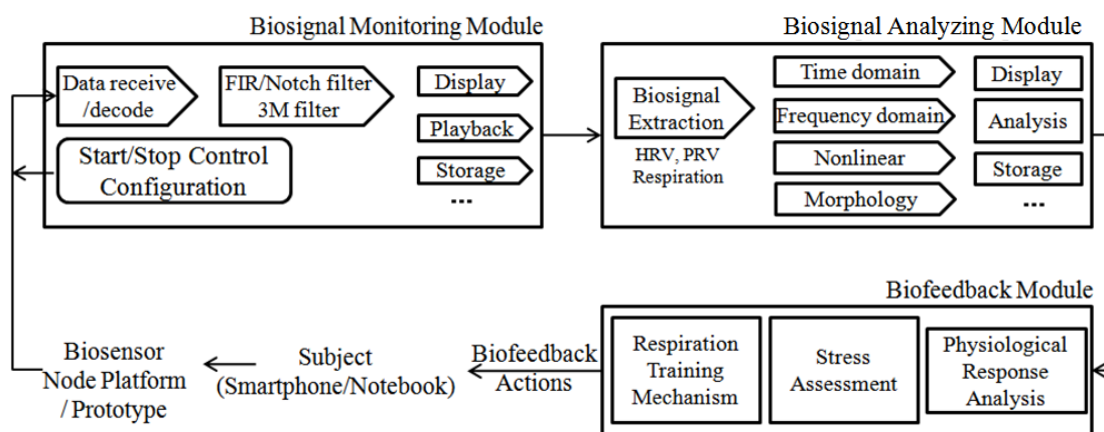 Biosignal Monitoring Module
Data receive
/decode
FIR/Notch filter
3M filter
Display
Playback
Storage
...
Start/Stop Control
Configuration
Biosignal Analyzing Module
Biosignal
Extraction
HRV, PRV
Respiration
Time domain
Frequency domain
Nonlinear
Morphology
Display
Analysis
Storage
...
Biofeedback Module
Respiration
Training
Mechanism
Stress
Assessment
Physiological
Response
Analysis
Biofeedback
Actions
Subject
(Smartphone/Notebook)
Biosensor
Node Platform
/ Prototype